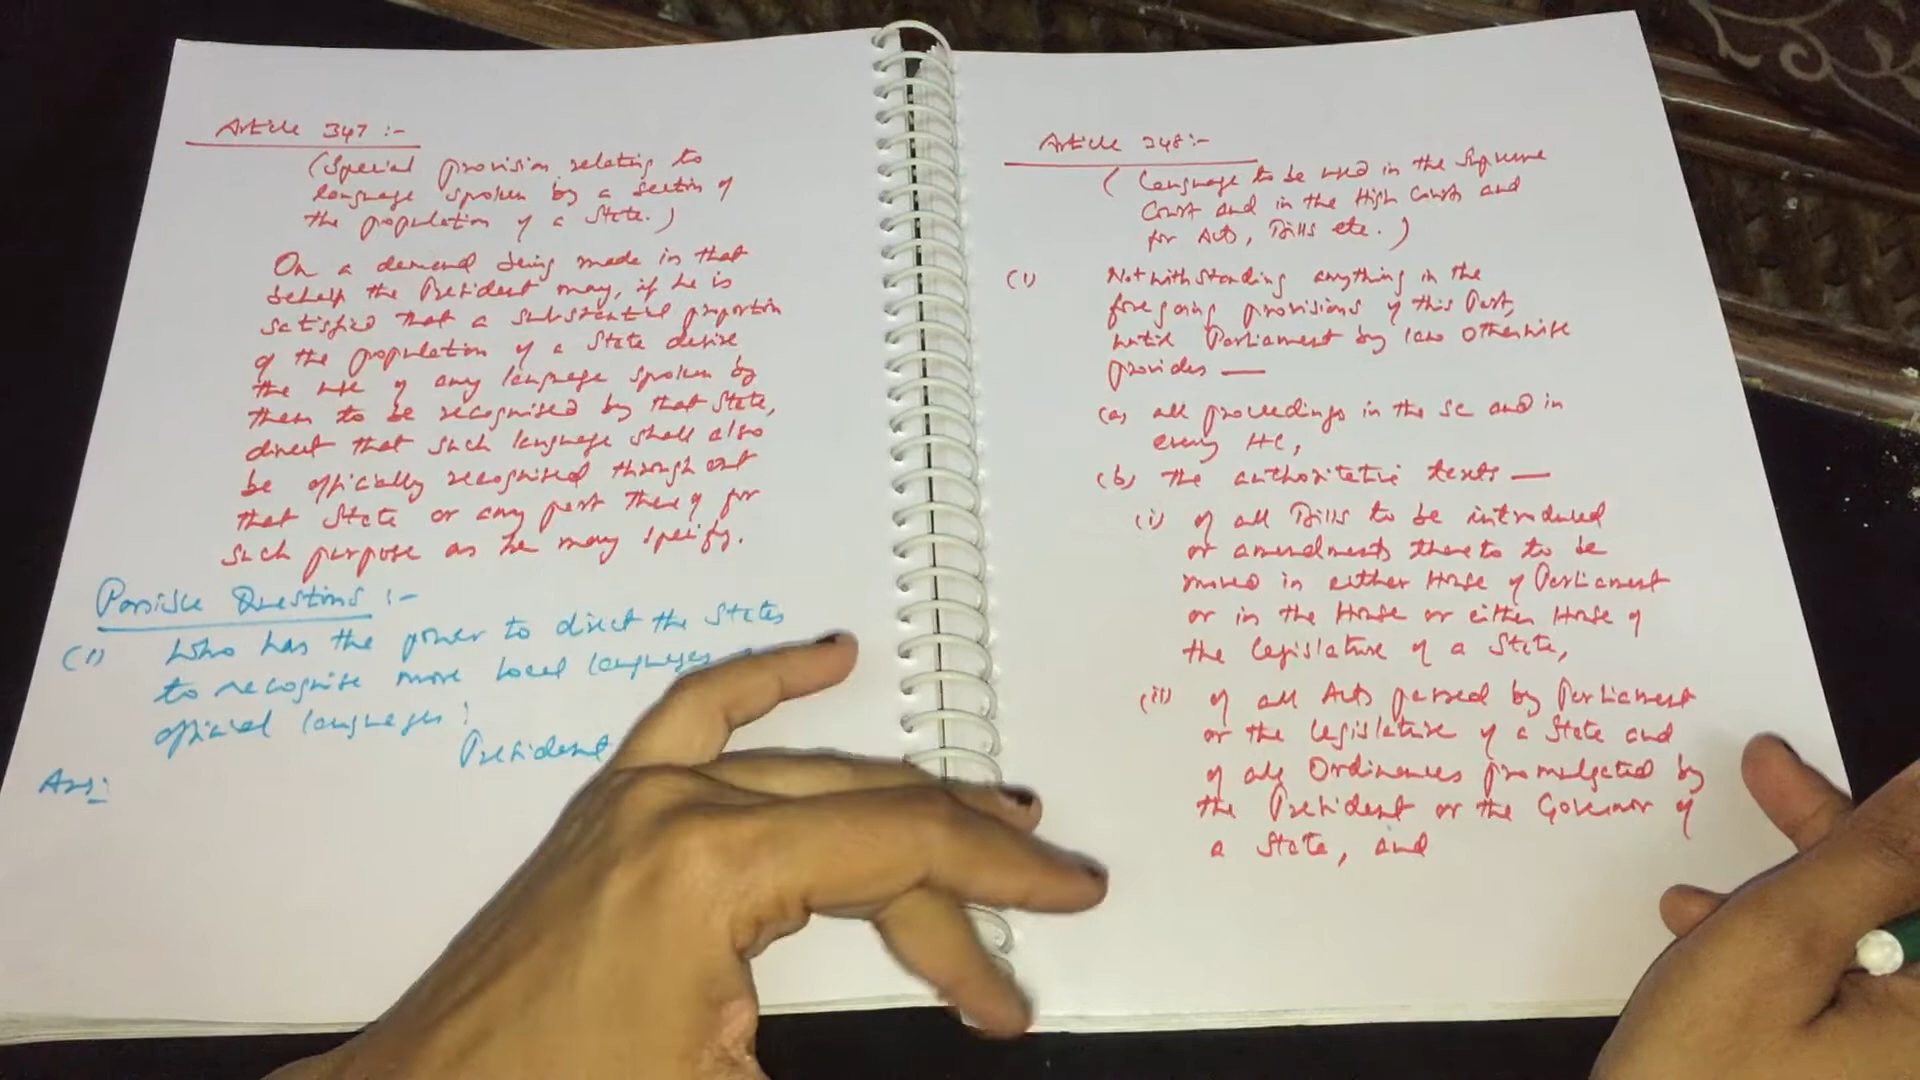 Article 347 :-
(Special provision relating to
language spoken by a section of
the population of a State.)
On a demand being made in that
behalf the President may, if he is
satisfied that a substantial proportion
of the population of a State desire
the use of any language spoken by
them to be recognised by that State,
direct that such language shall also
be officially recognised throughout
that State or any part thereof for
such purpose as he may specify.
Possible Questions :-
(1) Who has the power to direct the States
to recognise more local languages
official languages?
President
Ans:
Article 348:-
(Language to be used in the Supreme
Court and in the High Courts and
for Acts, Bills etc.)
(1) Notwithstanding anything in the
foregoing provisions of this Part,
until Parliament by law otherwise
provides —
(a) all proceedings in the SC and in
every HC,
(b) the authoritative texts —
(i) of all Bills to be introduced
or amendments thereto to be
moved in either House of Parliament
or in the House or either House of
the legislature of a State,
(ii) of all Acts passed by Parliament
or the legislature of a State and
of all Ordinances promulgated by
the President or the Governor of
a State, and